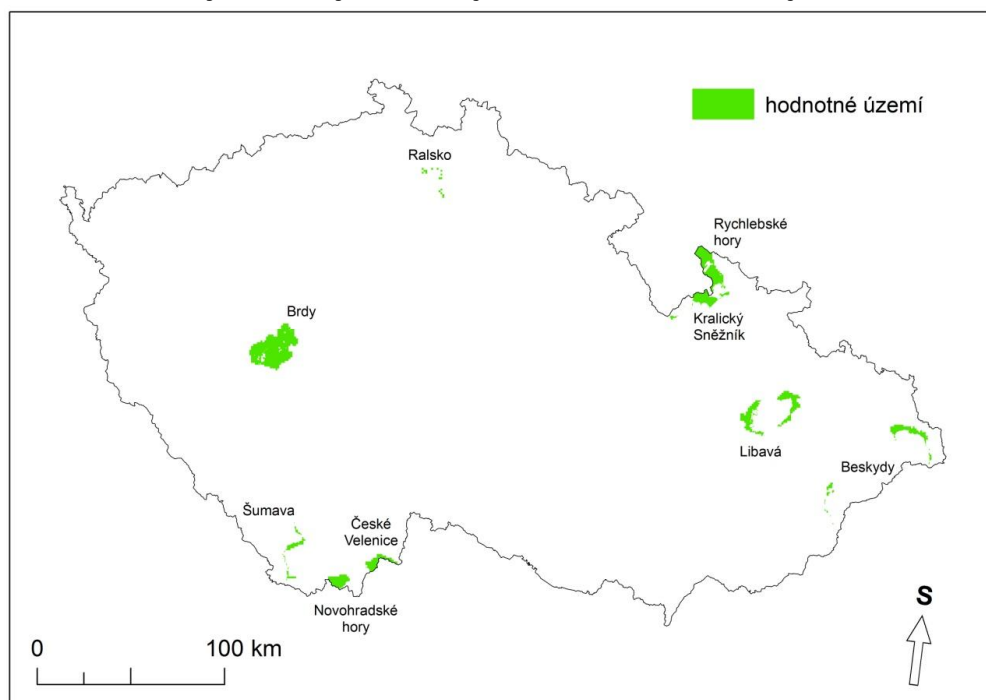 hodnotné území
Ralsko
Rychlebské
hory
Kralický
Sněžník
Brdy
Libavá
Beskydy
Šumava
České
Velenice
Novohradské
hory
S
0 100 km